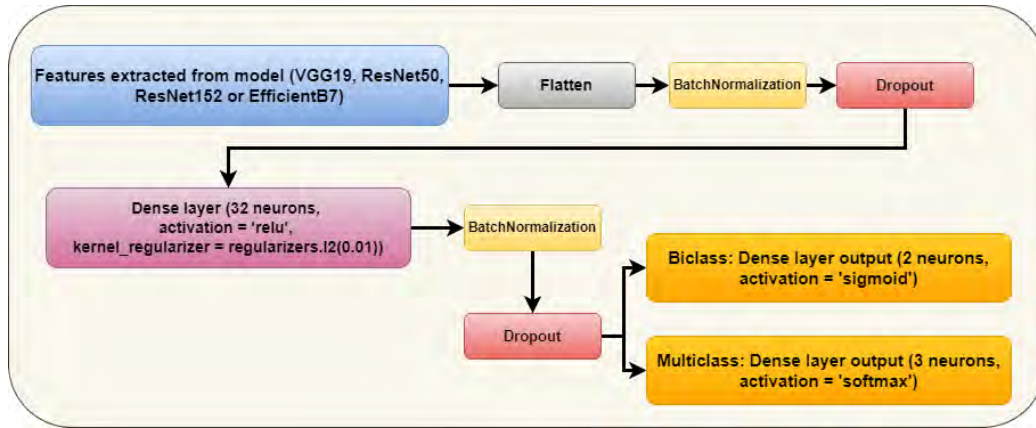 Features extracted from model (VGG19, ResNet50,
ResNet152 or EfficientB7)
Flatten
BatchNormalization
Dropout
Dense layer (32 neurons,
activation = 'relu',
kernel_regularizer = regularizers.l2(0.01))
BatchNormalization
Dropout
Biclass: Dense layer output (2 neurons,
activation = 'sigmoid')
Multiclass: Dense layer output (3 neurons,
activation = 'softmax')